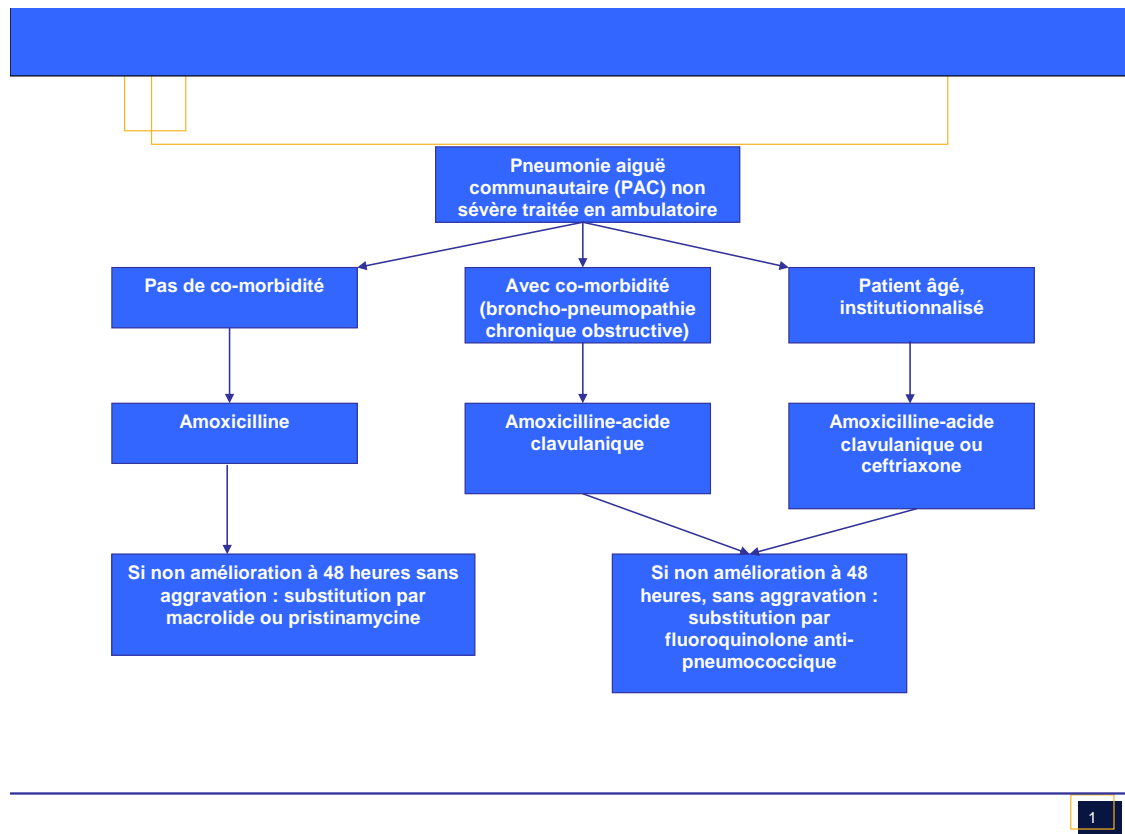 Pneumonie aiguë
communautaire (PAC) non
sévère traitée en ambulatoire
Pas de co-morbidité
Avec co-morbidité
(broncho-pneumopathie
chronique obstructive)
Patient âgé,
institutionnalisé
Amoxicilline
Amoxicilline-acide
clavulanique
Amoxicilline-acide
clavulanique ou
ceftriaxone
Si non amélioration à 48 heures sans
aggravation : substitution par
macrolide ou pristinamycine
Si non amélioration à 48
heures, sans aggravation :
substitution par
fluoroquinolone anti-
pneumococcique
1